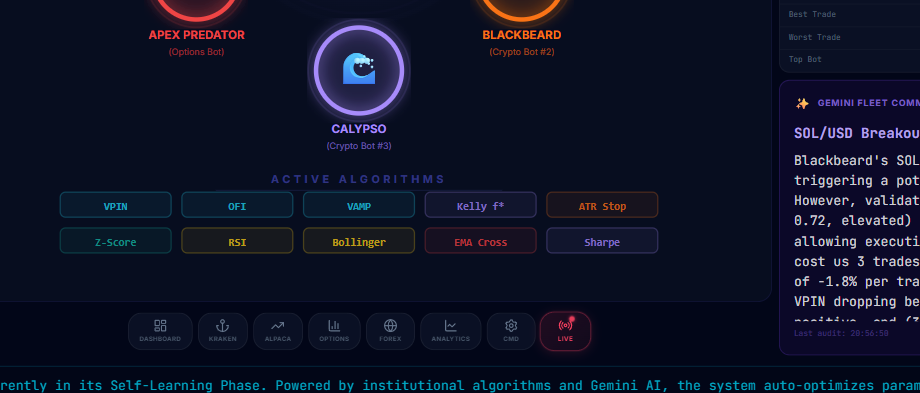 APEX PREDATOR
(Options Bot)
BLACKBEARD
(Crypto Bot #2)
CALYPSO
(Crypto Bot #3)
ACTIVE ALGORITHMS
VPIN
OFI
VAMP
Kelly f*
ATR Stop
Z-Score
RSI
Bollinger
EMA Cross
Sharpe
DASHBOARD
KRAKEN
ALPACA
OPTIONS
FOREX
ANALYTICS
CMD
LIVE
Best Trade
Worst Trade
Top Bot
GEMINI FLEET COMM
SOL/USD Breakou
Blackbeard's SOL
triggering a pot
However, validat
0.72, elevated)
allowing executi
cost us 3 trades
of -1.8% per tra
VPIN dropping be
Last audit: 20:56:50
rently in its Self-Learning Phase. Powered by institutional algorithms and Gemini AI, the system auto-optimizes param